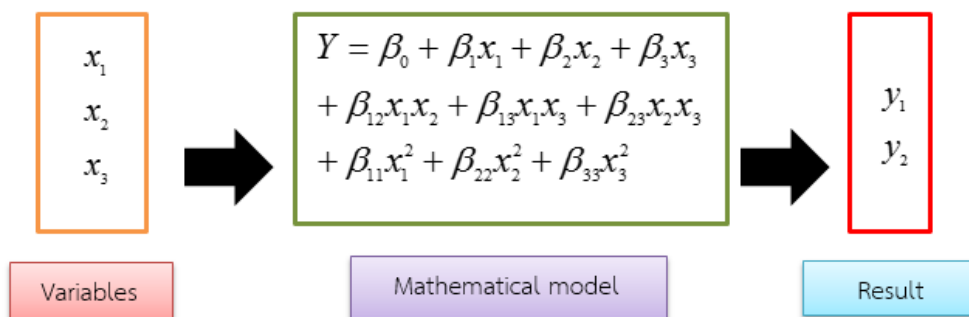 x₁
x₂
x₃
Y = β₀ + β₁x₁ + β₂x₂ + β₃x₃
+ β₁₂x₁x₂ + β₁₃x₁x₃ + β₂₃x₂x₃
+ β₁₁x₁² + β₂₂x₂² + β₃₃x₃²
y₁
y₂
Variables
Mathematical model
Result